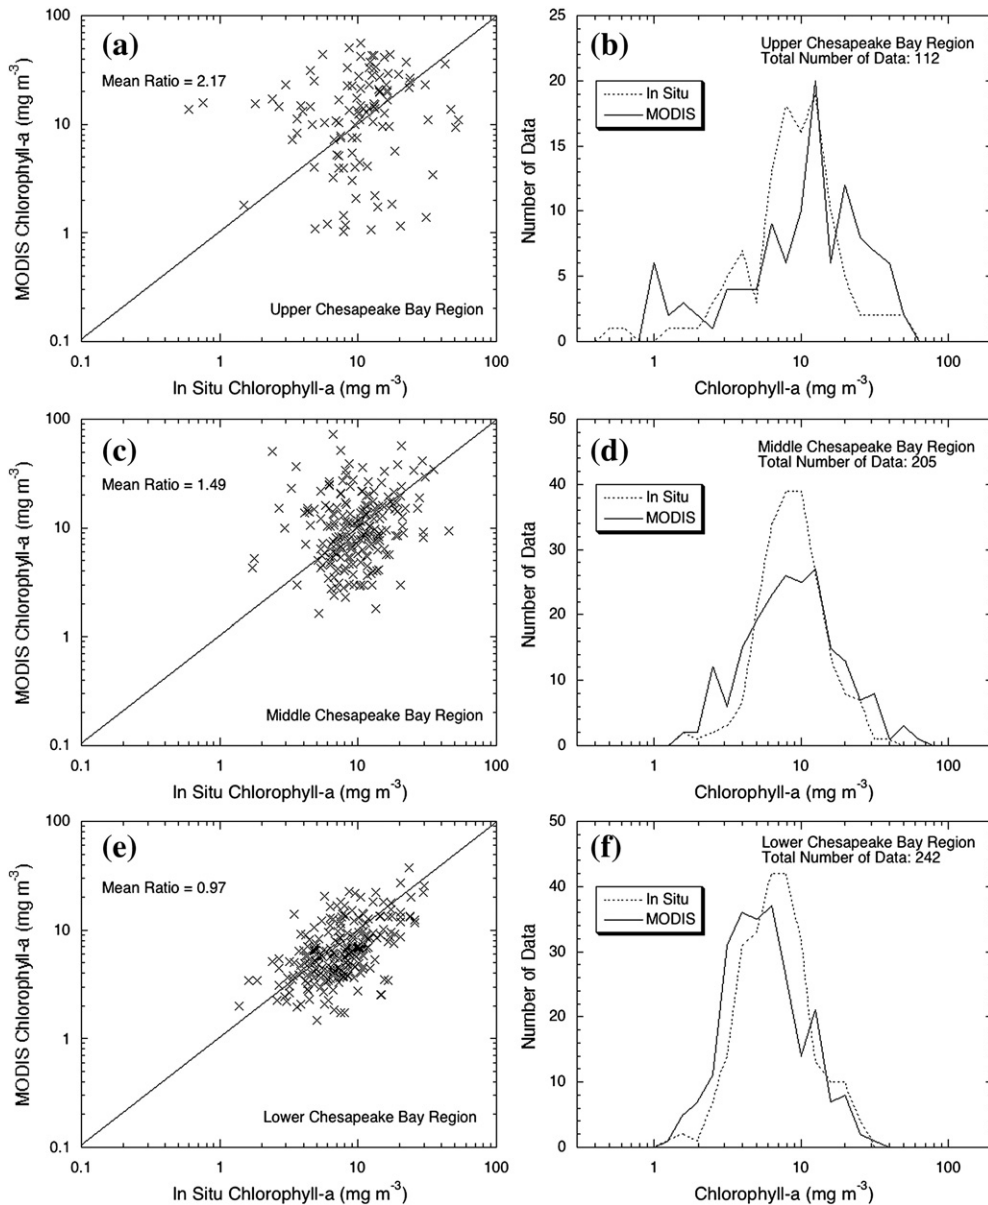 (a)
Mean Ratio = 2.17
Upper Chesapeake Bay Region
MODIS Chlorophyll-a (mg m⁻³)
100
10
1
0.1
0.1
1
10
100
In Situ Chlorophyll-a (mg m⁻³)
(b)
Upper Chesapeake Bay Region
Total Number of Data: 112
In Situ
MODIS
Number of Data
25
20
15
10
5
0
1
10
100
Chlorophyll-a (mg m⁻³)
(c)
Mean Ratio = 1.49
Middle Chesapeake Bay Region
MODIS Chlorophyll-a (mg m⁻³)
100
10
1
0.1
0.1
1
10
100
In Situ Chlorophyll-a (mg m⁻³)
(d)
Middle Chesapeake Bay Region
Total Number of Data: 205
In Situ
MODIS
Number of Data
50
40
30
20
10
0
1
10
100
Chlorophyll-a (mg m⁻³)
(e)
Mean Ratio = 0.97
Lower Chesapeake Bay Region
MODIS Chlorophyll-a (mg m⁻³)
100
10
1
0.1
0.1
1
10
100
In Situ Chlorophyll-a (mg m⁻³)
(f)
Lower Chesapeake Bay Region
Total Number of Data: 242
In Situ
MODIS
Number of Data
50
40
30
20
10
0
1
10
100
Chlorophyll-a (mg m⁻³)